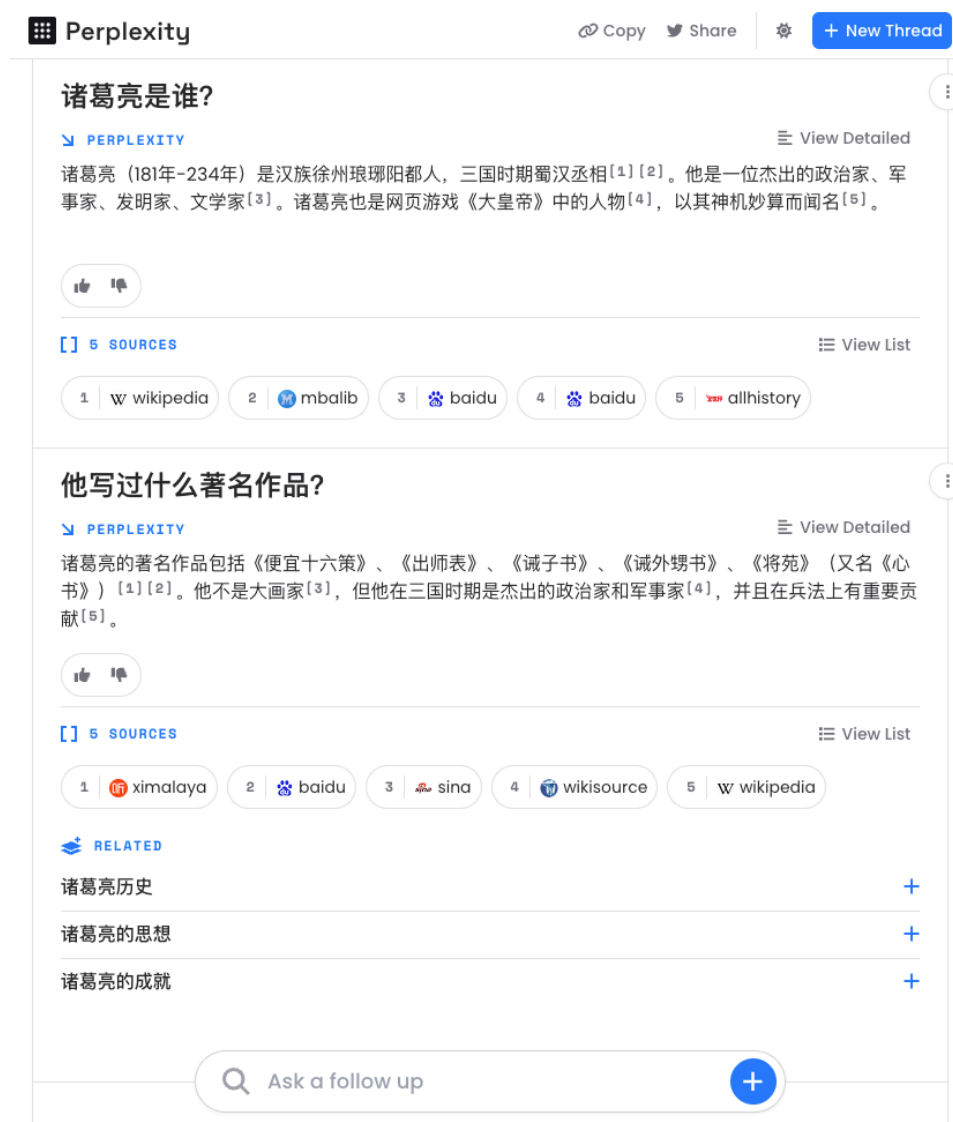 Perplexity
Copy Share New Thread
诸葛亮是谁?
PERPLEXITY View Detailed
诸葛亮（181年-234年）是汉族徐州琅琊阳都人，三国时期蜀汉丞相[1][2]。他是一位杰出的政治家、军
事家、发明家、文学家[3]。诸葛亮也是网页游戏《大皇帝》中的人物[4]，以其神机妙算而闻名[5]。
5 SOURCES View List
1 wikipedia 2 mbalib 3 baidu 4 baidu 5 allhistory
他写过什么著名作品?
PERPLEXITY View Detailed
诸葛亮的著名作品包括《便宜十六策》、《出师表》、《诫子书》、《诫外甥书》、《将苑》（又名《心
书》）[1][2]。他不是大画家[3]，但他在三国时期是杰出的政治家和军事家[4]，并且在兵法上有重要贡
献[5]。
5 SOURCES View List
1 ximalaya 2 baidu 3 sina 4 wikisource 5 wikipedia
RELATED
诸葛亮历史
诸葛亮的思想
诸葛亮的成就
Ask a follow up